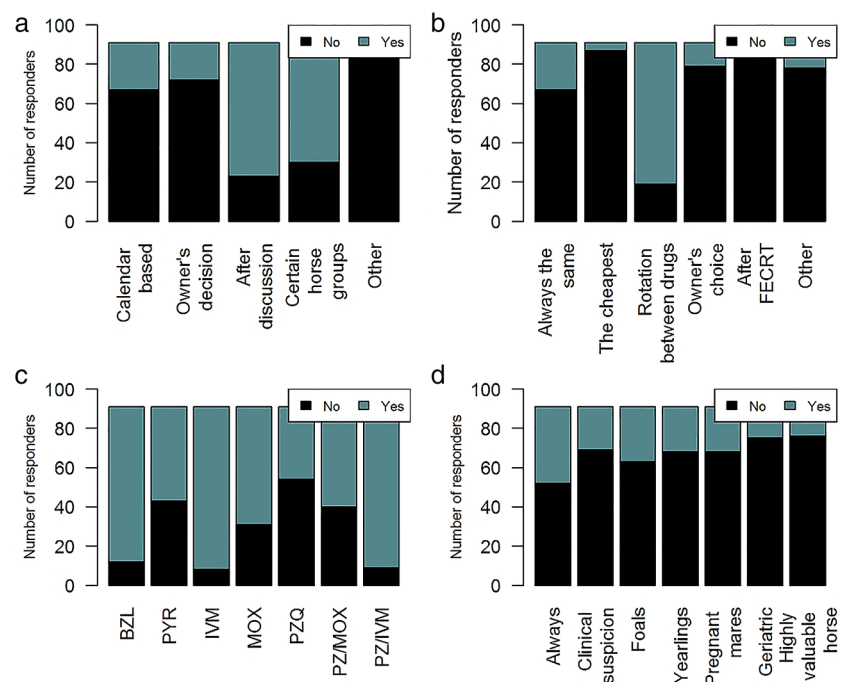 a
100
80
60
40
20
0
Number of responders
No Yes
Calendar
based
Owner's
decision
After
discussion
Certain
horse
groups
Other
b
100
80
60
40
20
0
Number of responders
No Yes
Always the
same
The cheapest
Rotation
between drugs
Owner's
choice
After
FECRT
Other
c
100
80
60
40
20
0
Number of responders
No Yes
BZL
PYR
IVM
MOX
PZQ
PZ/MOX
PZ/IVM
d
100
80
60
40
20
0
Number of responders
No Yes
Always
Clinical
suspicion
Foals
Yearlings
Pregnant
mares
Geriatric
Highly
valuable
horse